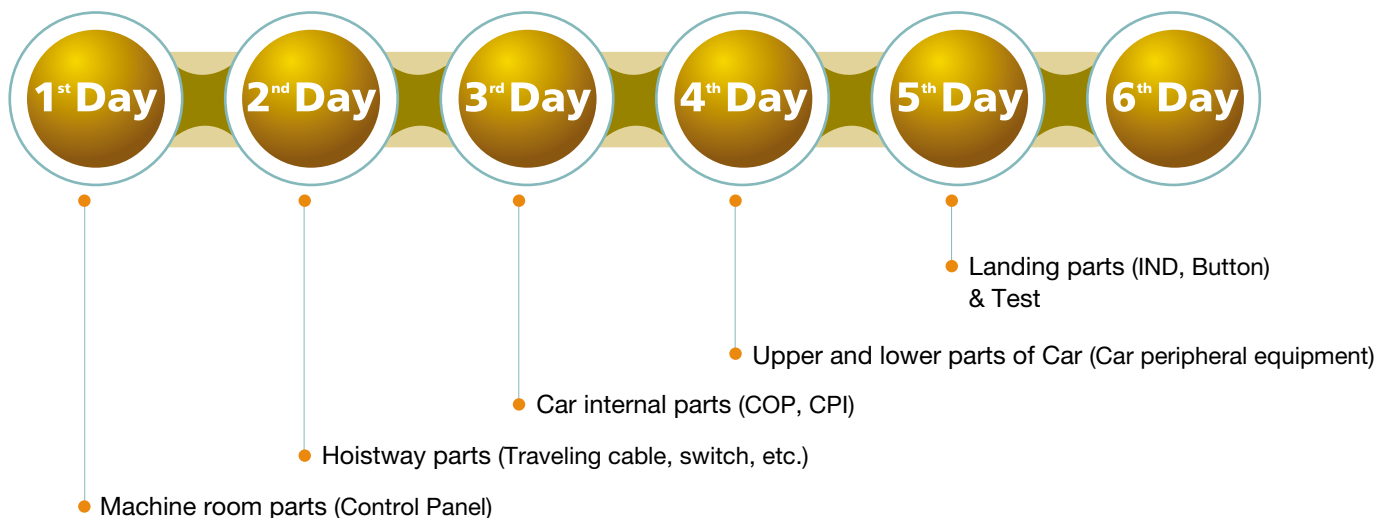 1st Day 2nd Day 3rd Day 4th Day 5th Day 6th Day
Landing parts (IND, Button)
& Test
Upper and lower parts of Car (Car peripheral equipment)
Car internal parts (COP, CPI)
Hoistway parts (Traveling cable, switch, etc.)
Machine room parts (Control Panel)